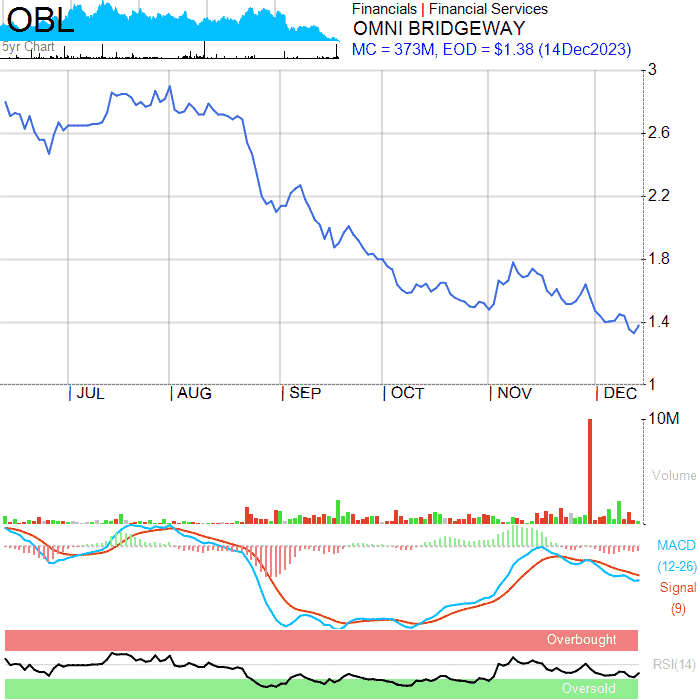 OBL
5yr Chart
Financials | Financial Services
OMNI BRIDGEWAY
MC = 373M, EOD = $1.38 (14Dec2023)
3
2.6
2.2
1.8
1.4
1
JUL AUG SEP OCT NOV DEC
10M
Volume
MACD
(12-26)
Signal
(9)
Overbought
RSI(14)
Oversold